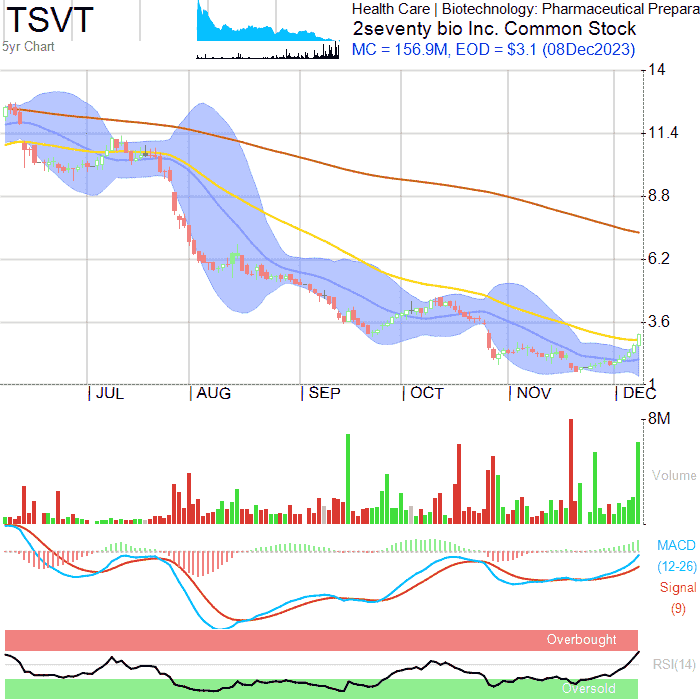 TSVT
5yr Chart
Health Care | Biotechnology: Pharmaceutical Prepara
2seventy bio Inc. Common Stock
MC = 156.9M, EOD = $3.1 (08Dec2023)
14
11.4
8.8
6.2
3.6
1
JUL AUG SEP OCT NOV DEC
8M
Volume
MACD
(12-26)
Signal
(9)
Overbought
RSI(14)
Oversold